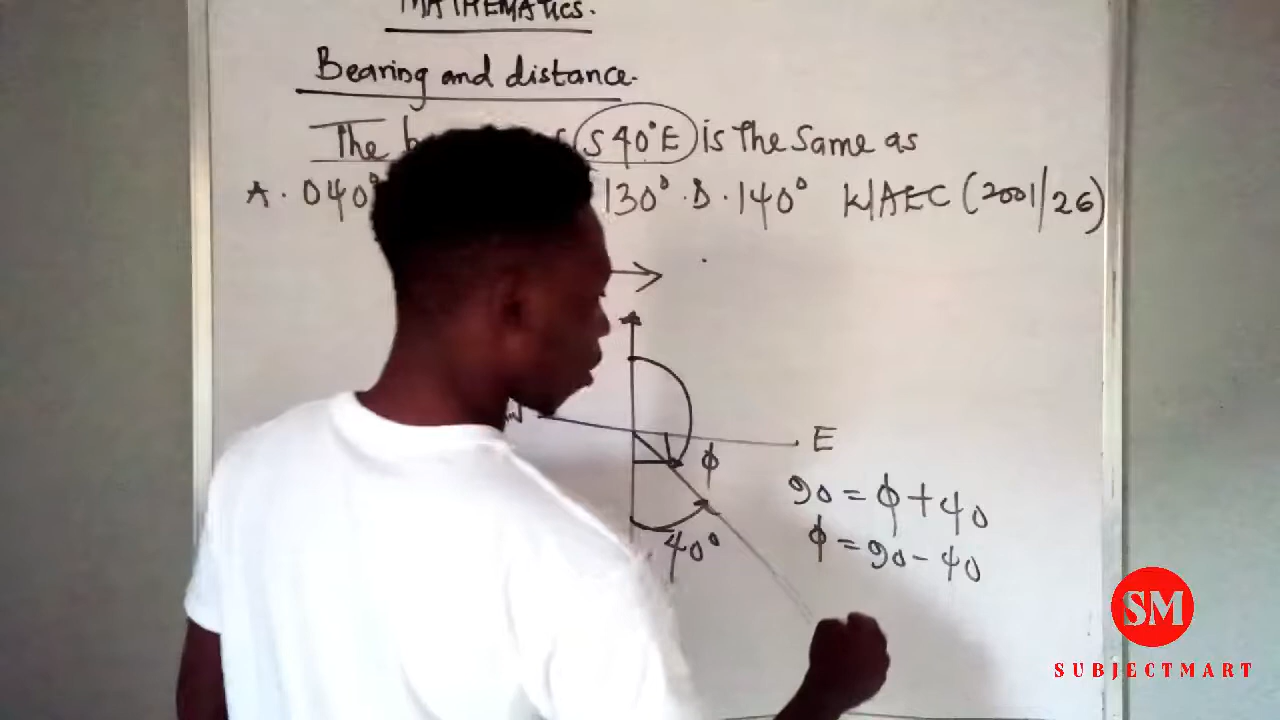 MATHEMATICS.
Bearing and distance.
The S 40° E is The Same as
A. 040° 130° . D. 140° WAEC (2001/26)
E
ϕ
90 = ϕ + 40
40° ϕ = 90 - 40
SM
SUBJECTMART